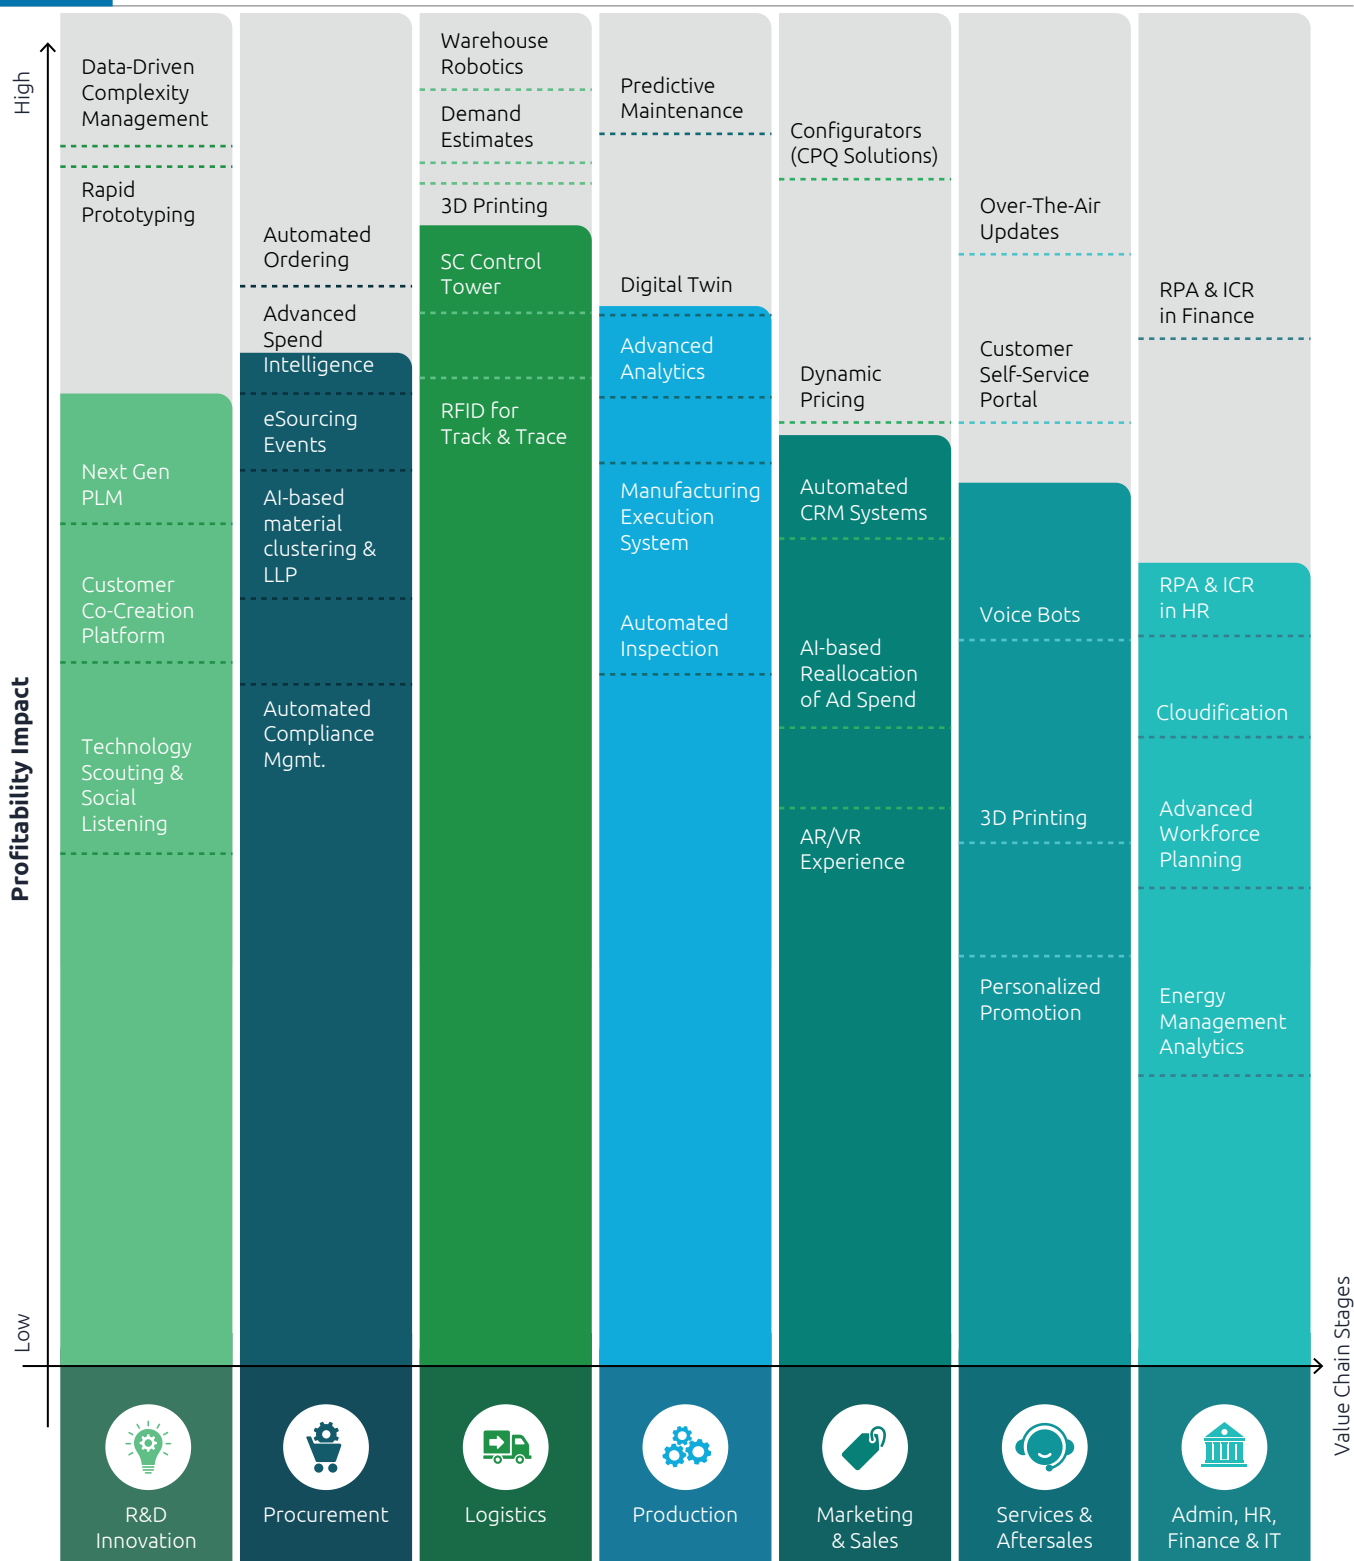 High
Profitability Impact
Low
Data-Driven
Complexity
Management
Rapid
Prototyping
Next Gen
PLM
Customer
Co-Creation
Platform
Technology
Scouting &
Social
Listening
R&D
Innovation
Automated
Ordering
Advanced
Spend
Intelligence
eSourcing
Events
AI-based
material
clustering &
LLP
Automated
Compliance
Mgmt.
Procurement
Warehouse
Robotics
Demand
Estimates
3D Printing
SC Control
Tower
RFID for
Track & Trace
Logistics
Predictive
Maintenance
Digital Twin
Advanced
Analytics
Manufacturing
Execution
System
Automated
Inspection
Production
Configurators
(CPQ Solutions)
Dynamic
Pricing
Automated
CRM Systems
AI-based
Reallocation
of Ad Spend
AR/VR
Experience
Marketing
& Sales
Over-The-Air
Updates
Customer
Self-Service
Portal
Voice Bots
3D Printing
Personalized
Promotion
Services &
Aftersales
RPA & ICR
in Finance
RPA & ICR
in HR
Cloudification
Advanced
Workforce
Planning
Energy
Management
Analytics
Admin, HR,
Finance & IT
Value Chain Stages